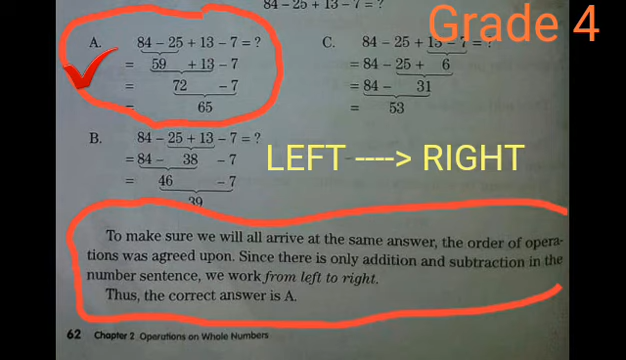 84 – 25 + 13 – 7 = ?
Grade 4
A. 84 – 25 + 13 – 7 = ?
= 59 + 13 – 7
= 72 – 7
= 65
C. 84 – 25 + 13 – 7 = ?
= 84 – 25 + 6
= 84 – 31
= 53
B. 84 – 25 + 13 – 7 = ?
= 84 – 38 – 7
= 46 – 7
39
LEFT ----> RIGHT
To make sure we will all arrive at the same answer, the order of opera-
tions was agreed upon. Since there is only addition and subtraction in the
number sentence, we work from left to right.
Thus, the correct answer is A.
62 Chapter 2 Operations on Whole Numbers